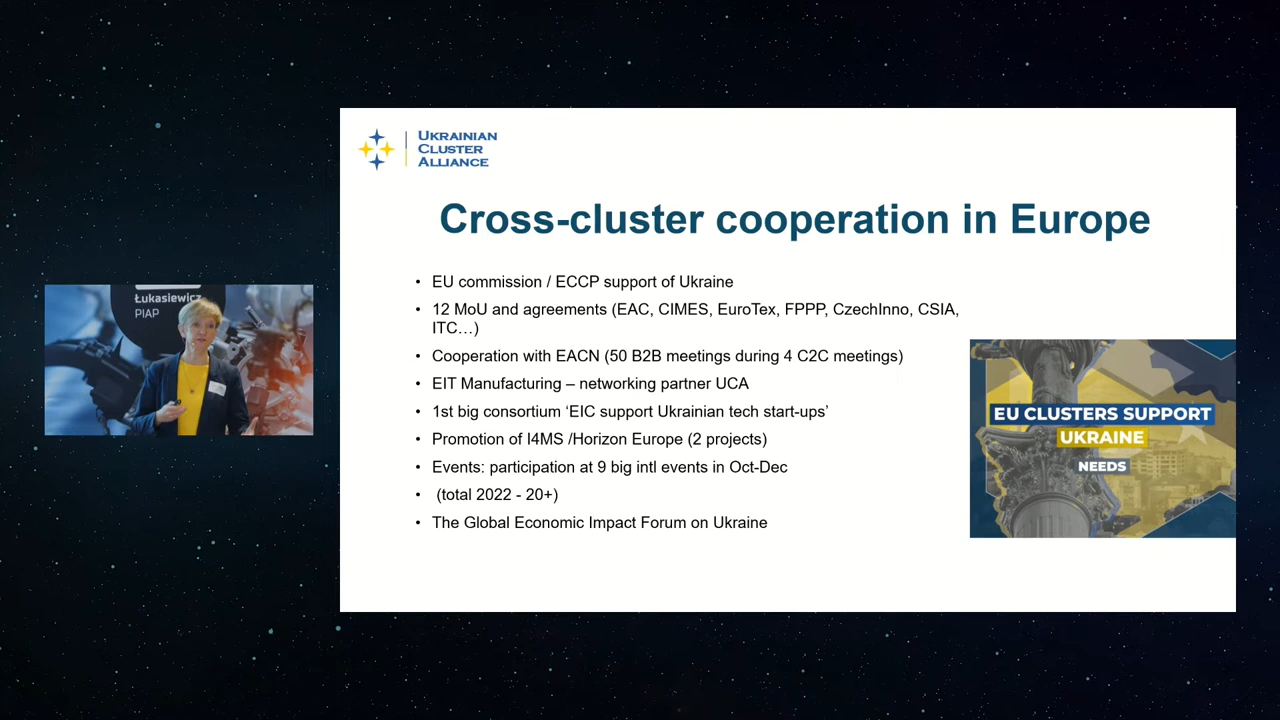 UKRAINIAN
CLUSTER
ALLIANCE
Cross-cluster cooperation in Europe
Łukasiewicz
PIAP
• EU commission / ECCP support of Ukraine
• 12 MoU and agreements (EAC, CIMES, EuroTex, FPPP, CzechInno, CSIA,
ITC…)
• Cooperation with EACN (50 B2B meetings during 4 C2C meetings)
• EIT Manufacturing – networking partner UCA
• 1st big consortium ‘EIC support Ukrainian tech start-ups’
• Promotion of I4MS /Horizon Europe (2 projects)
• Events: participation at 9 big intl events in Oct-Dec
• (total 2022 - 20+)
• The Global Economic Impact Forum on Ukraine
EU CLUSTERS SUPPORT
UKRAINE
NEEDS